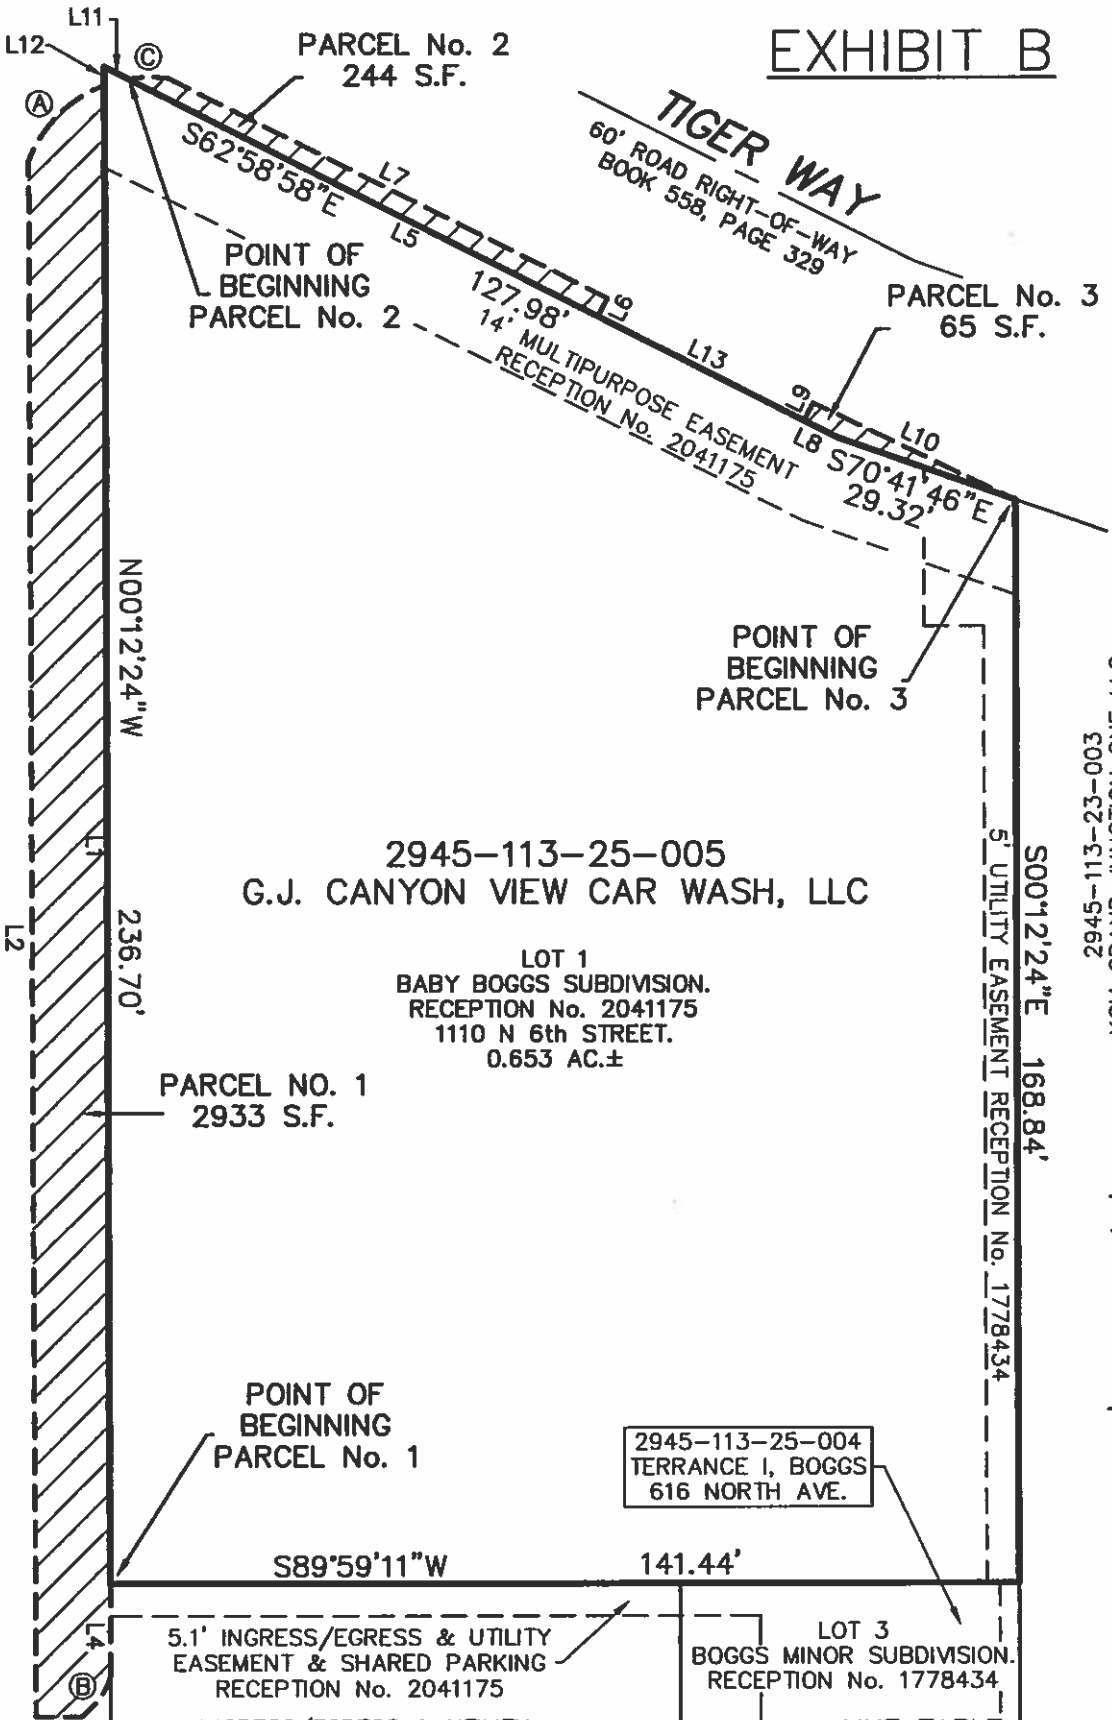 L11
L12
Ⓒ
PARCEL No. 2
244 S.F.
EXHIBIT B
Ⓐ
TIGER WAY
60' ROAD RIGHT-OF-WAY
BOOK 558, PAGE 329
S62°58'58"E
L7
L5
POINT OF
BEGINNING
PARCEL No. 2
127.98'
L6
14' MULTIPURPOSE EASEMENT
RECEPTION No. 2041175
PARCEL No. 3
65 S.F.
L13
L9
L8
L10
S70°41'46"E
29.32'
N00°12'24"W
POINT OF
BEGINNING
PARCEL No. 3
2945-113-23-003
L1
2945-113-25-005
G.J. CANYON VIEW CAR WASH, LLC
L2
236.70'
LOT 1
BABY BOGGS SUBDIVISION.
RECEPTION No. 2041175
1110 N 6th STREET.
0.653 AC.±
S00°12'24"E 168.84'
5' UTILITY EASEMENT RECEPTION No. 1778434
PARCEL NO. 1
2933 S.F.
POINT OF
BEGINNING
PARCEL No. 1
2945-113-25-004
TERRANCE I, BOGGS
616 NORTH AVE.
S89°59'11"W 141.44'
L4
5.1' INGRESS/EGRESS & UTILITY
EASEMENT & SHARED PARKING
RECEPTION No. 2041175
LOT 3
BOGGS MINOR SUBDIVISION.
RECEPTION No. 1778434
Ⓑ